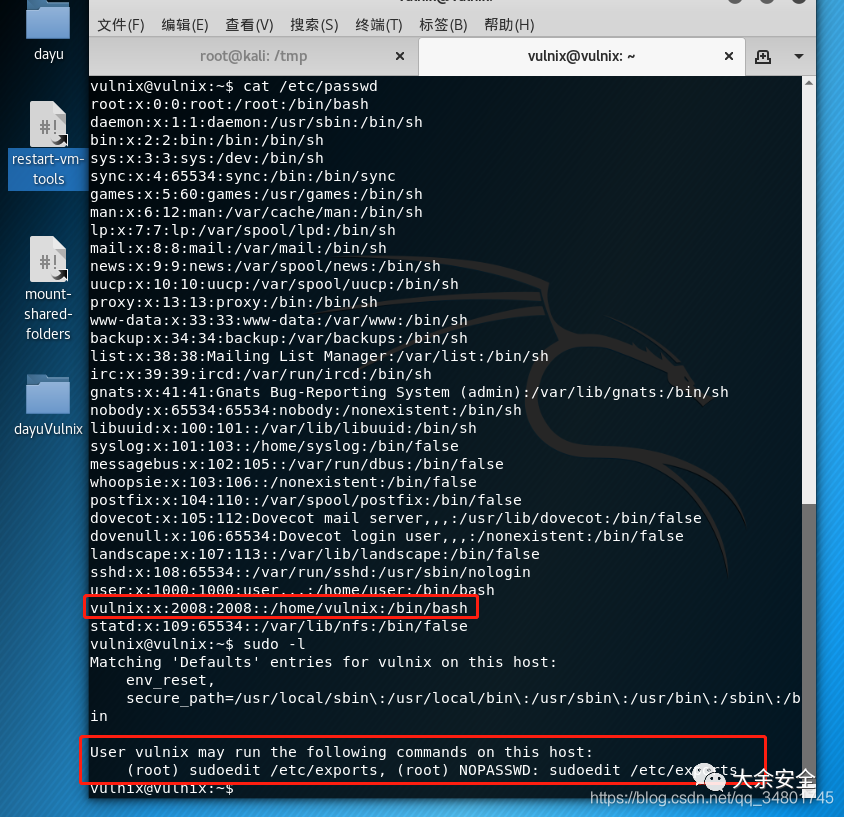 vulnix@vulnix: ~
文件(F) 编辑(E) 查看(V) 搜索(S) 终端(T) 标签(B) 帮助(H)
root@kali: /tmp
vulnix@vulnix: ~
dayu
restart-vm-
tools
mount-
shared-
folders
dayuVulnix
vulnix@vulnix:~$ cat /etc/passwd
root:x:0:0:root:/root:/bin/bash
daemon:x:1:1:daemon:/usr/sbin:/bin/sh
bin:x:2:2:bin:/bin:/bin/sh
sys:x:3:3:sys:/dev:/bin/sh
sync:x:4:65534:sync:/bin:/bin/sync
games:x:5:60:games:/usr/games:/bin/sh
man:x:6:12:man:/var/cache/man:/bin/sh
lp:x:7:7:lp:/var/spool/lpd:/bin/sh
mail:x:8:8:mail:/var/mail:/bin/sh
news:x:9:9:news:/var/spool/news:/bin/sh
uucp:x:10:10:uucp:/var/spool/uucp:/bin/sh
proxy:x:13:13:proxy:/bin:/bin/sh
www-data:x:33:33:www-data:/var/www:/bin/sh
backup:x:34:34:backup:/var/backups:/bin/sh
list:x:38:38:Mailing List Manager:/var/list:/bin/sh
irc:x:39:39:ircd:/var/run/ircd:/bin/sh
gnats:x:41:41:Gnats Bug-Reporting System (admin):/var/lib/gnats:/bin/sh
nobody:x:65534:65534:nobody:/nonexistent:/bin/sh
libuuid:x:100:101::/var/lib/libuuid:/bin/sh
syslog:x:101:103::/home/syslog:/bin/false
messagebus:x:102:105::/var/run/dbus:/bin/false
whoopsie:x:103:106::/nonexistent:/bin/false
postfix:x:104:110::/var/spool/postfix:/bin/false
dovecot:x:105:112:Dovecot mail server,,,:/usr/lib/dovecot:/bin/false
dovenull:x:106:65534:Dovecot login user,,,:/nonexistent:/bin/false
landscape:x:107:113::/var/lib/landscape:/bin/false
sshd:x:108:65534::/var/run/sshd:/usr/sbin/nologin
user:x:1000:1000:user,,,:/home/user:/bin/bash
vulnix:x:2008:2008::/home/vulnix:/bin/bash
statd:x:109:65534::/var/lib/nfs:/bin/false
vulnix@vulnix:~$ sudo -l
Matching 'Defaults' entries for vulnix on this host:
env_reset,
secure_path=/usr/local/sbin\:/usr/local/bin\:/usr/sbin\:/usr/bin\:/sbin\:/b
in
User vulnix may run the following commands on this host:
(root) sudoedit /etc/exports, (root) NOPASSWD: sudoedit /etc/exports
vulnix@vulnix:~$
大余安全
https://blog.csdn.net/qq_34801745